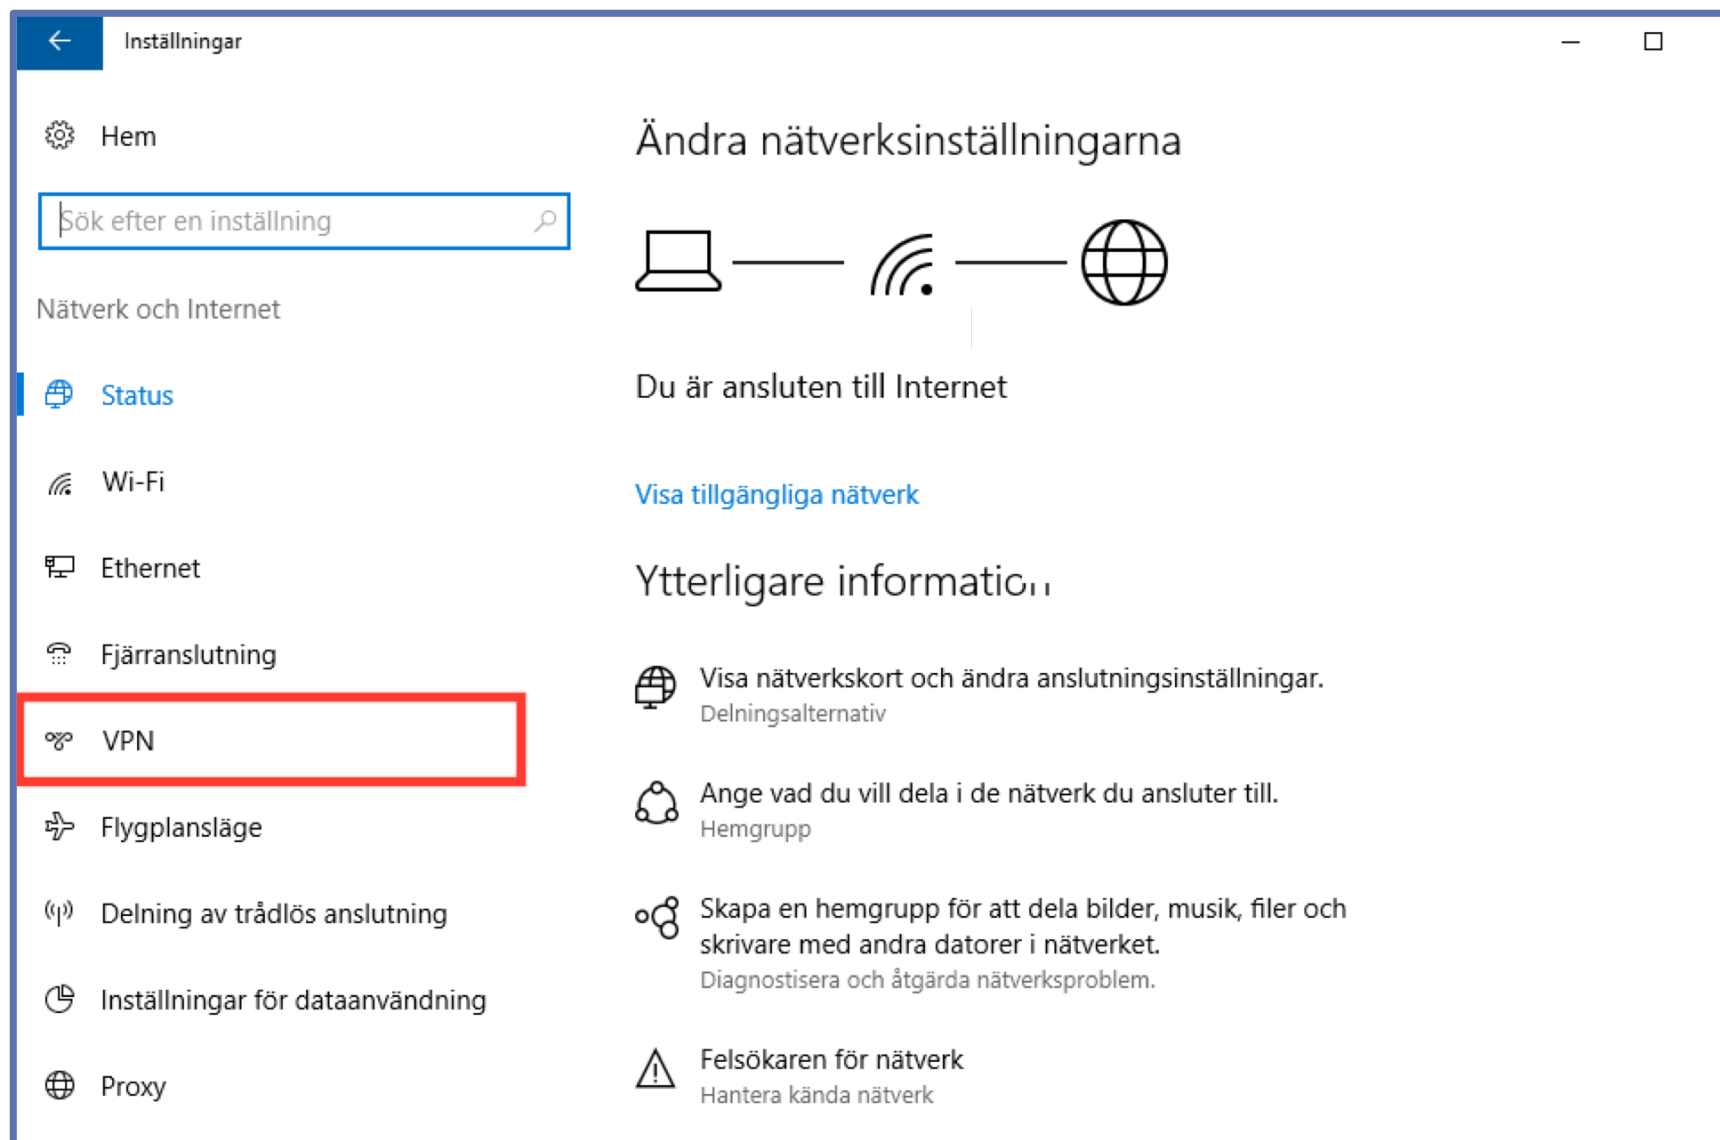 Inställningar
Hem
Sök efter en inställning
Nätverk och Internet
Status
Wi-Fi
Ethernet
Fjärranslutning
VPN
Flygplansläge
Delning av trådlös anslutning
Inställningar för dataanvändning
Proxy
Ändra nätverksinställningarna
Du är ansluten till Internet
Visa tillgängliga nätverk
Ytterligare information
Visa nätverkskort och ändra anslutningsinställningar.
Delningsalternativ
Ange vad du vill dela i de nätverk du ansluter till.
Hemgrupp
Skapa en hemgrupp för att dela bilder, musik, filer och
skrivare med andra datorer i nätverket.
Diagnostisera och åtgärda nätverksproblem.
Felsökaren för nätverk
Hantera kända nätverk